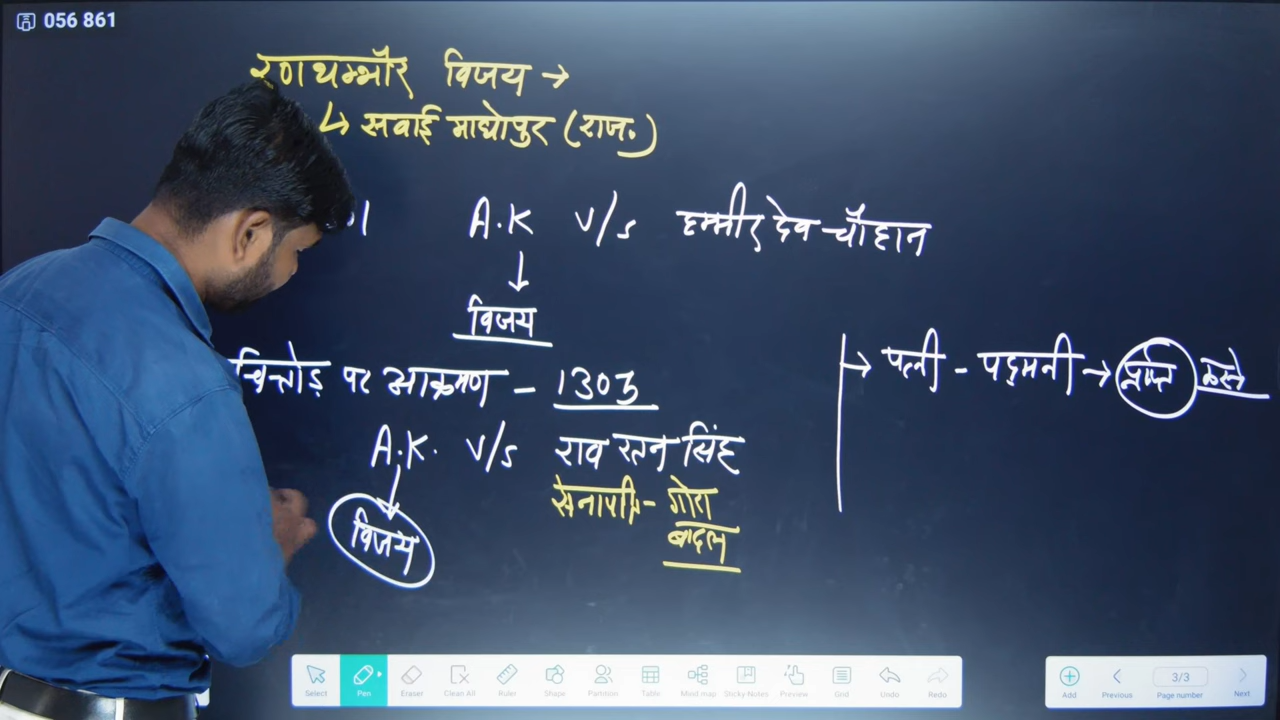 056 861
रणथम्भौर विजय →
↳ सवाई माधोपुर (राज.)
A.K v/s हम्मीर देव चौहान
↓
विजय
चित्तोड़ पर आक्रमण - 1303
→ पत्नी - पद्मनी → प्राप्त करने
A.K. v/s राव रत्न सिंह
सेनापति - गोरा
बादल
विजय
Select Pen Eraser Clean All Ruler Shape Partition Table Mind map Sticky Notes Preview Grid Undo Redo
Add Previous 3/3 Page number Next